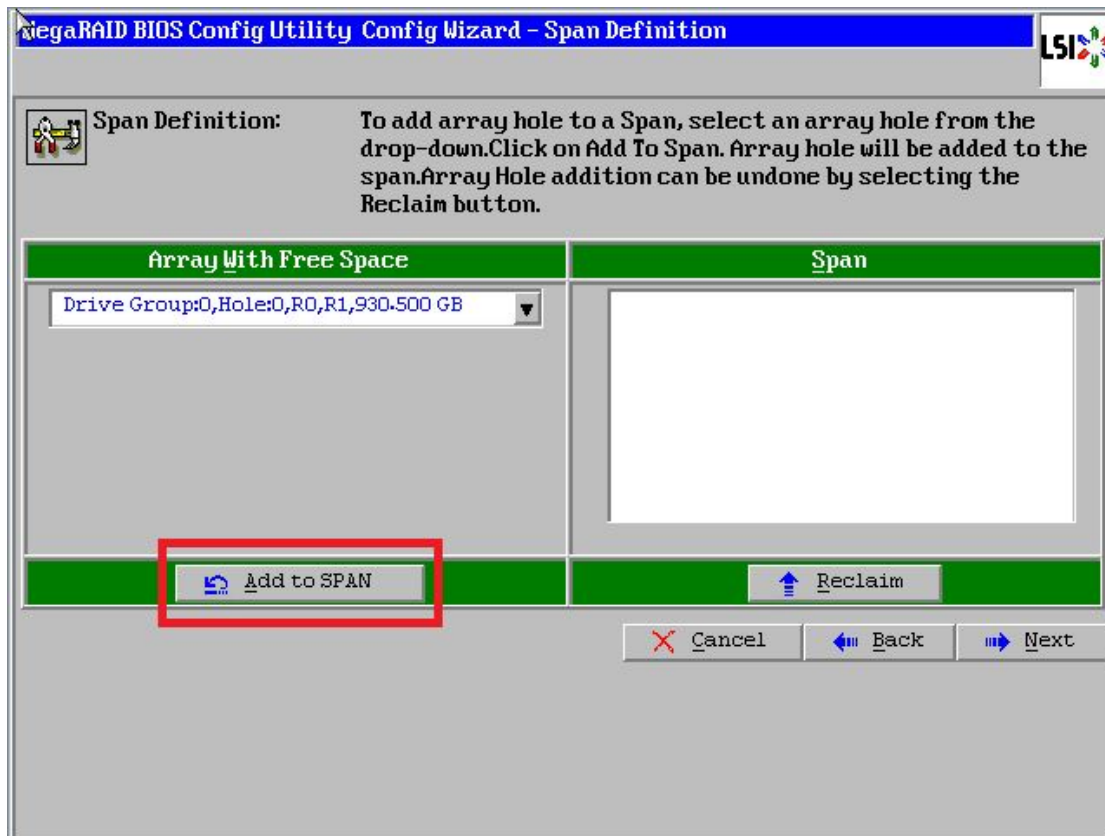 MegaRAID BIOS Config Utility Config Wizard - Span Definition
LSI
Span Definition:
To add array hole to a Span, select an array hole from the
drop-down.Click on Add To Span. Array hole will be added to the
span.Array Hole addition can be undone by selecting the
Reclaim button.
Array With Free Space
Span
Drive Group:0,Hole:0,R0,R1,930.500 GB
Add to SPAN
Reclaim
Cancel
Back
Next